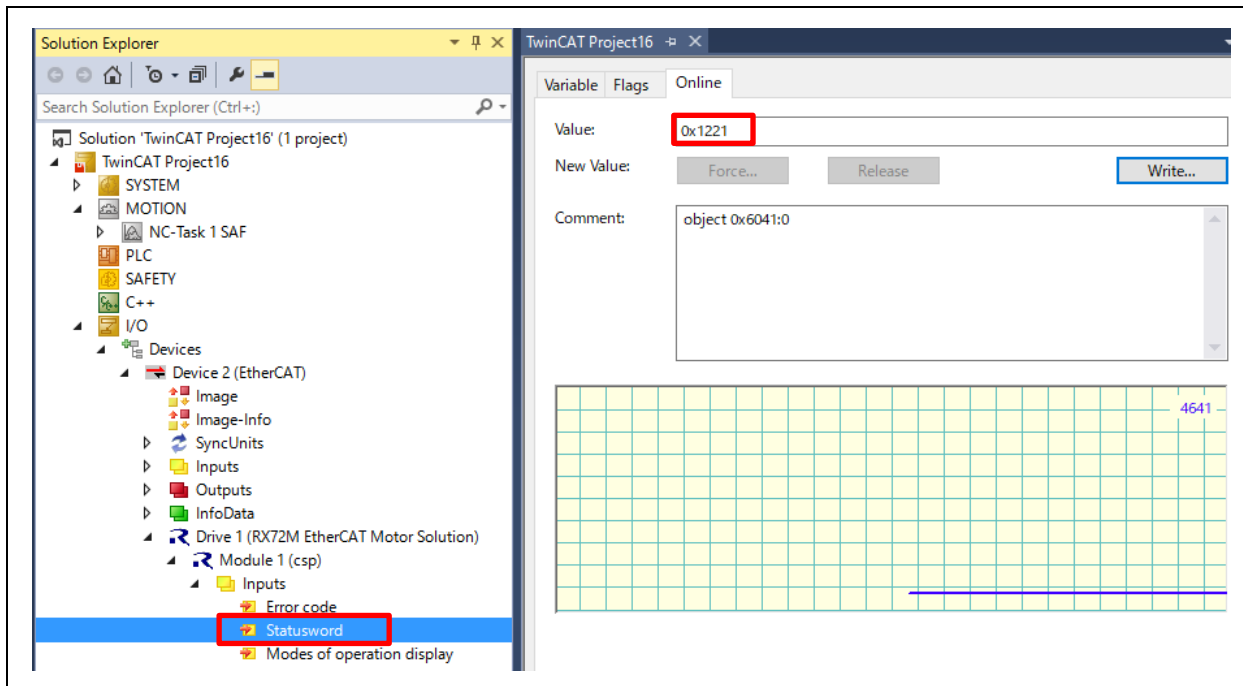 Solution Explorer
Search Solution Explorer (Ctrl+:)
Solution 'TwinCAT Project16' (1 project)
TwinCAT Project16
SYSTEM
MOTION
NC-Task 1 SAF
PLC
SAFETY
C++
I/O
Devices
Device 2 (EtherCAT)
Image
Image-Info
SyncUnits
Inputs
Outputs
InfoData
Drive 1 (RX72M EtherCAT Motor Solution)
Module 1 (csp)
Inputs
Error code
Statusword
Modes of operation display
TwinCAT Project16
Variable Flags Online
Value: 0x1221
New Value: Force... Release Write...
Comment: object 0x6041:0
4641